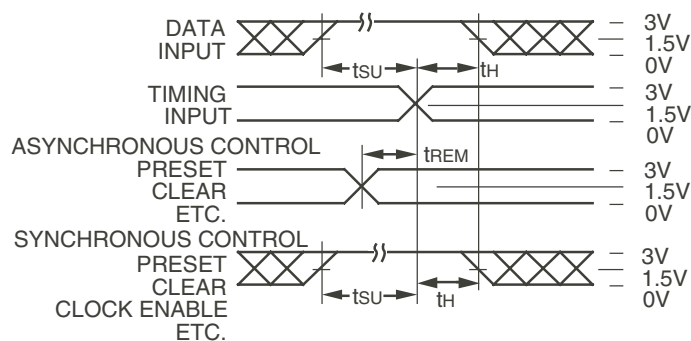 DATA
INPUT
3V
1.5V
0V
tSU
tH
TIMING
INPUT
3V
1.5V
0V
ASYNCHRONOUS CONTROL
PRESET
CLEAR
ETC.
tREM
3V
1.5V
0V
SYNCHRONOUS CONTROL
PRESET
CLEAR
CLOCK ENABLE
ETC.
tSU
tH
3V
1.5V
0V